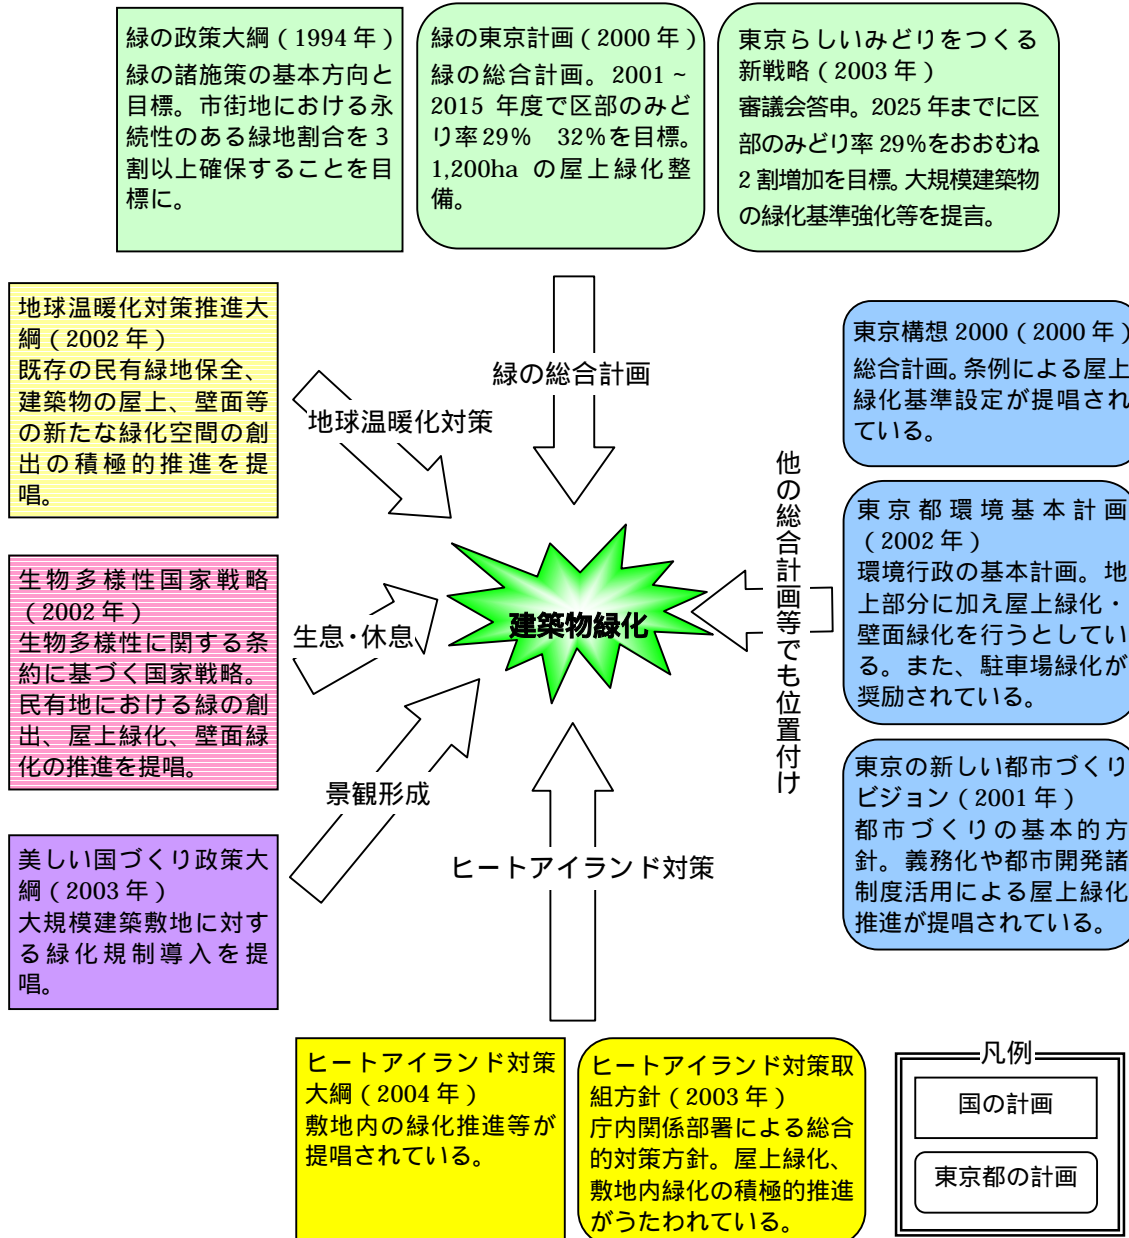 緑の政策大綱(1994年)
緑の諸施策の基本方向と
目標。市街地における永
続性のある緑地割合を3
割以上確保することを目
標に。
緑の東京計画(2000年)
緑の総合計画。2001~
2015年度で区部のみど
り率29% 32%を目標。
1,200haの屋上緑化整
備。
東京らしいみどりをつくる
新戦略(2003年)
審議会答申。2025年までに区
部のみどり率29%をおおむね
2割増加を目標。大規模建築物
の緑化基準強化等を提言。
地球温暖化対策推進大
綱(2002年)
既存の民有緑地保全、
建築物の屋上、壁面等
の新たな緑化空間の創
出の積極的推進を提
唱。
地球温暖化対策
緑の総合計画
東京構想2000(2000年)
総合計画。条例による屋上
緑化基準設定が提唱され
ている。
他の総合計画等でも位置付け
東京都環境基本計画
(2002年)
環境行政の基本計画。地
上部分に加え屋上緑化・
壁面緑化を行うとしてい
る。また、駐車場緑化が
奨励されている。
生物多様性国家戦略
(2002年)
生物多様性に関する条
約に基づく国家戦略。
民有地における緑の創
出、屋上緑化、壁面緑
化の推進を提唱。
生息・休息
建築物緑化
景観形成
ヒートアイランド対策
東京の新しい都市づくり
ビジョン(2001年)
都市づくりの基本的方
針。義務化や都市開発諸
制度活用による屋上緑化
推進が提唱されている。
美しい国づくり政策大
綱(2003年)
大規模建築敷地に対す
る緑化規制導入を提
唱。
ヒートアイランド対策
大綱(2004年)
敷地内の緑化推進等が
提唱されている。
ヒートアイランド対策取
組方針(2003年)
庁内関係部署による総合
的対策方針。屋上緑化、
敷地内緑化の積極的推進
がうたわれている。
凡例
国の計画
東京都の計画